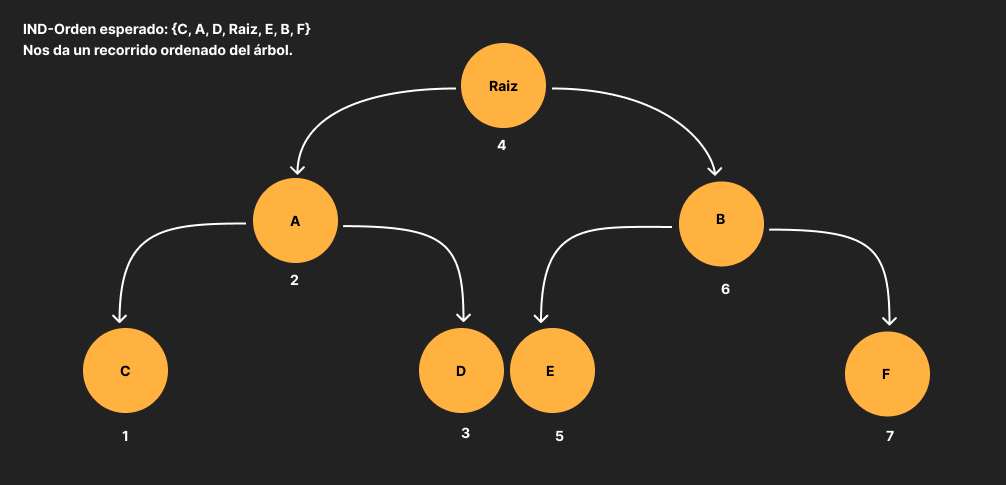 IND-Orden esperado: {C, A, D, Raiz, E, B, F}
Nos da un recorrido ordenado del árbol.
Raiz
4
A
B
2
6
C
D
E
F
1
3
5
7